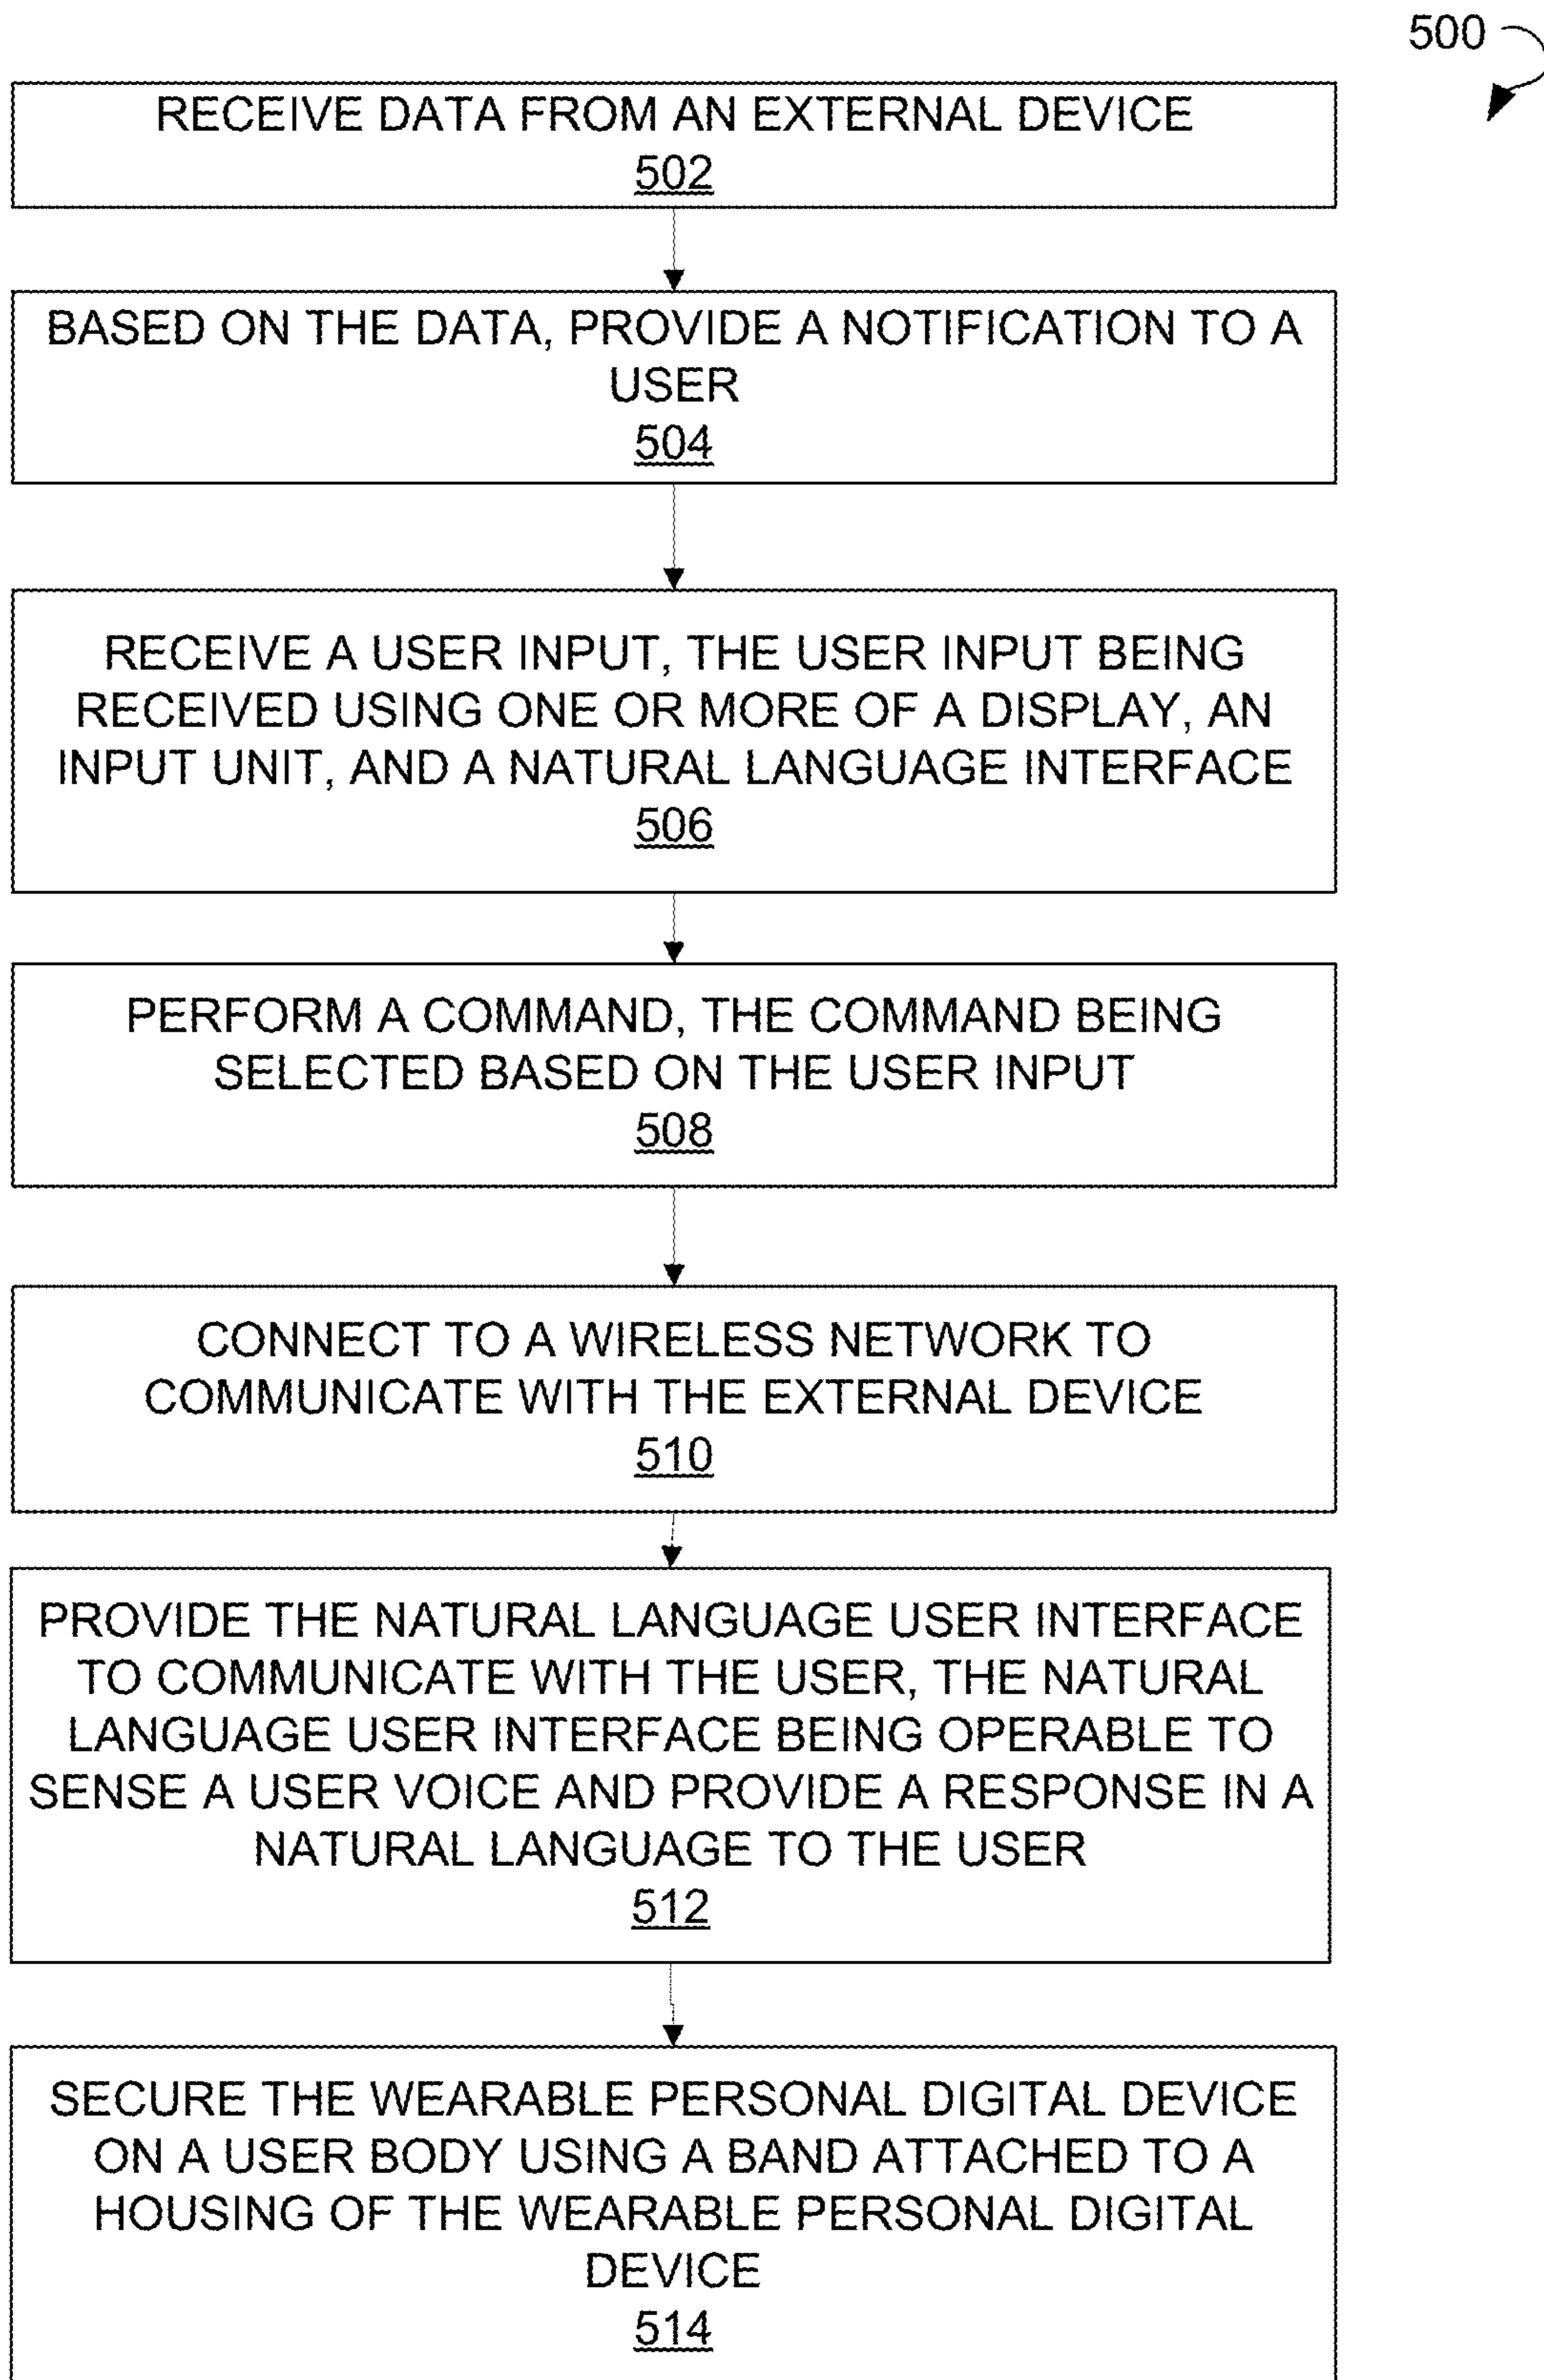 500
RECEIVE DATA FROM AN EXTERNAL DEVICE
502
BASED ON THE DATA, PROVIDE A NOTIFICATION TO A
USER
504
RECEIVE A USER INPUT, THE USER INPUT BEING
RECEIVED USING ONE OR MORE OF A DISPLAY, AN
INPUT UNIT, AND A NATURAL LANGUAGE INTERFACE
506
PERFORM A COMMAND, THE COMMAND BEING
SELECTED BASED ON THE USER INPUT
508
CONNECT TO A WIRELESS NETWORK TO
COMMUNICATE WITH THE EXTERNAL DEVICE
510
PROVIDE THE NATURAL LANGUAGE USER INTERFACE
TO COMMUNICATE WITH THE USER, THE NATURAL
LANGUAGE USER INTERFACE BEING OPERABLE TO
SENSE A USER VOICE AND PROVIDE A RESPONSE IN A
NATURAL LANGUAGE TO THE USER
512
SECURE THE WEARABLE PERSONAL DIGITAL DEVICE
ON A USER BODY USING A BAND ATTACHED TO A
HOUSING OF THE WEARABLE PERSONAL DIGITAL
DEVICE
514